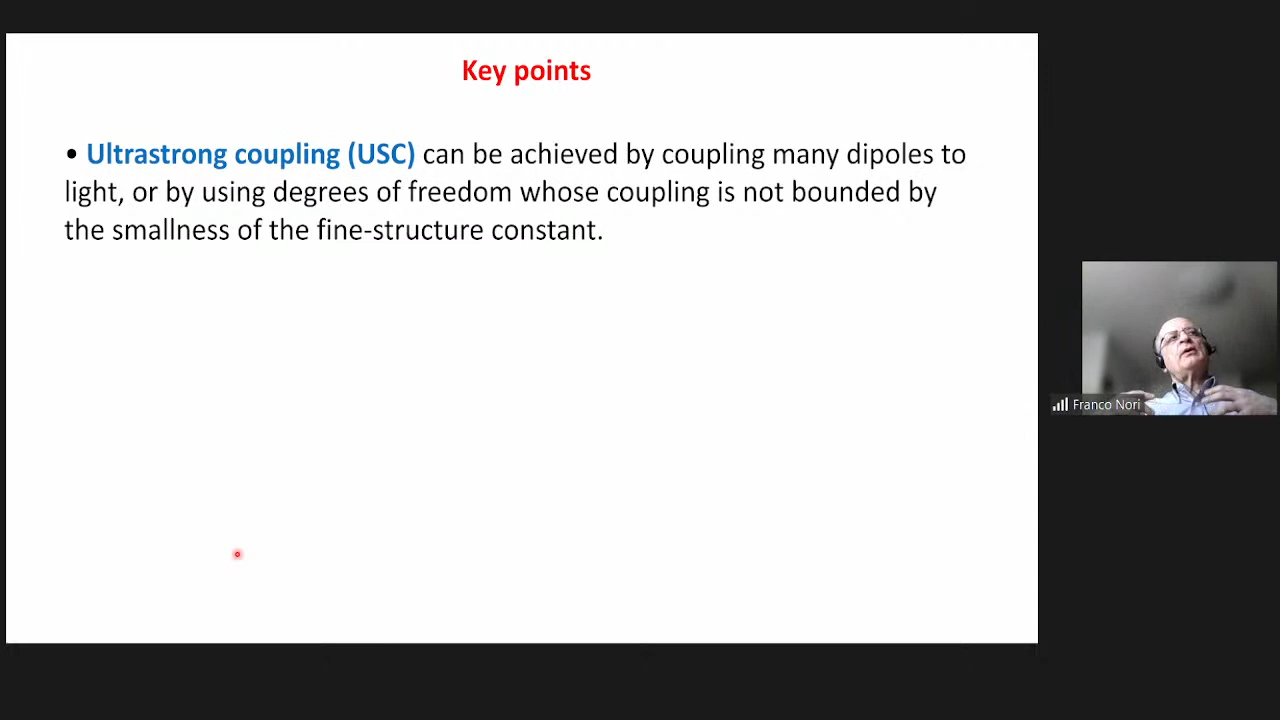 Key points
• Ultrastrong coupling (USC) can be achieved by coupling many dipoles to
light, or by using degrees of freedom whose coupling is not bounded by
the smallness of the fine-structure constant.
Franco Nori